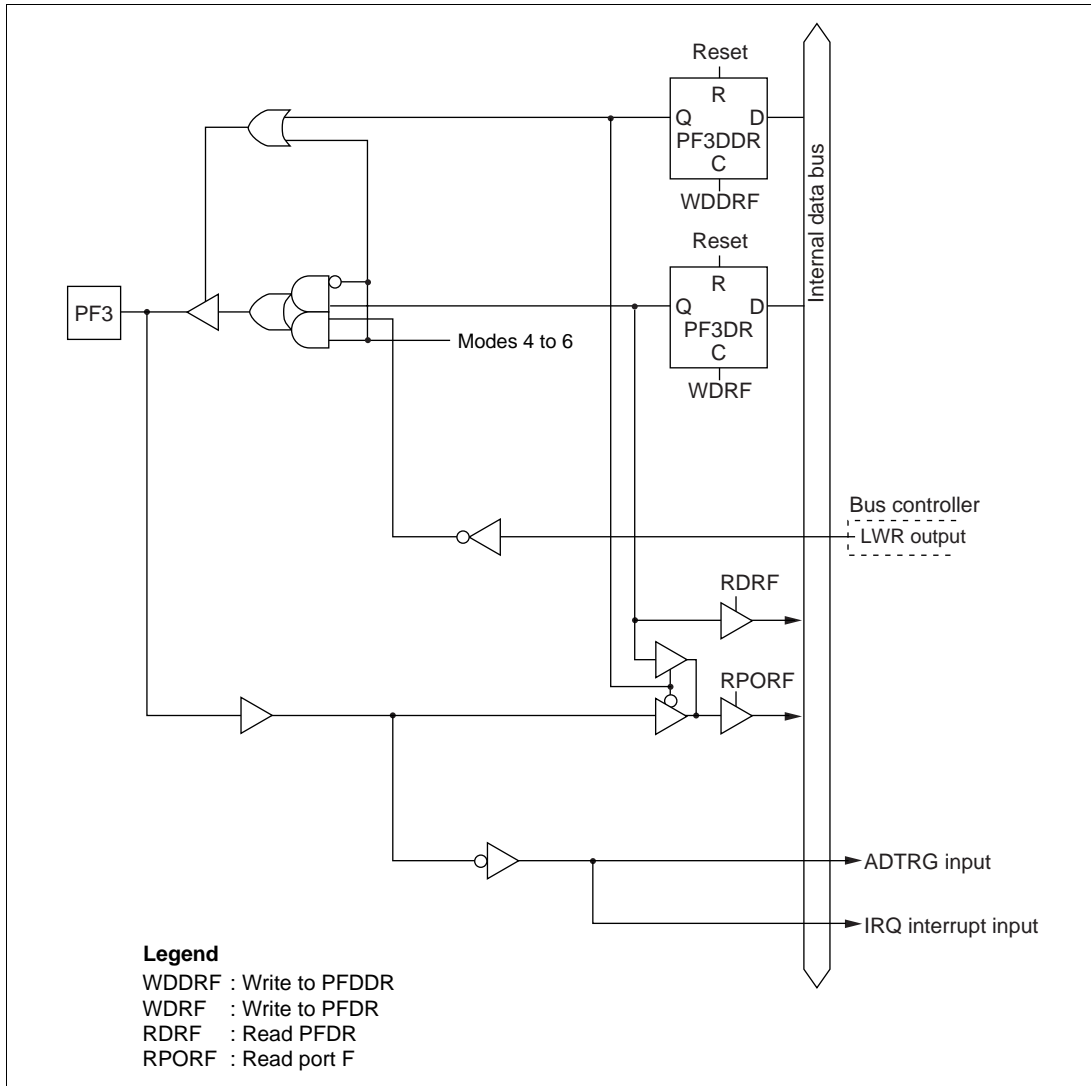 Reset
R
Q D
PF3DDR
C
WDDRF
Internal data bus
Reset
R
Q D
PF3DR
C
WDRF
PF3
Modes 4 to 6
Bus controller
LWR output
RDRF
RPORF
ADTRG input
IRQ interrupt input
Legend
WDDRF : Write to PFDDR
WDRF : Write to PFDR
RDRF : Read PFDR
RPORF : Read port F